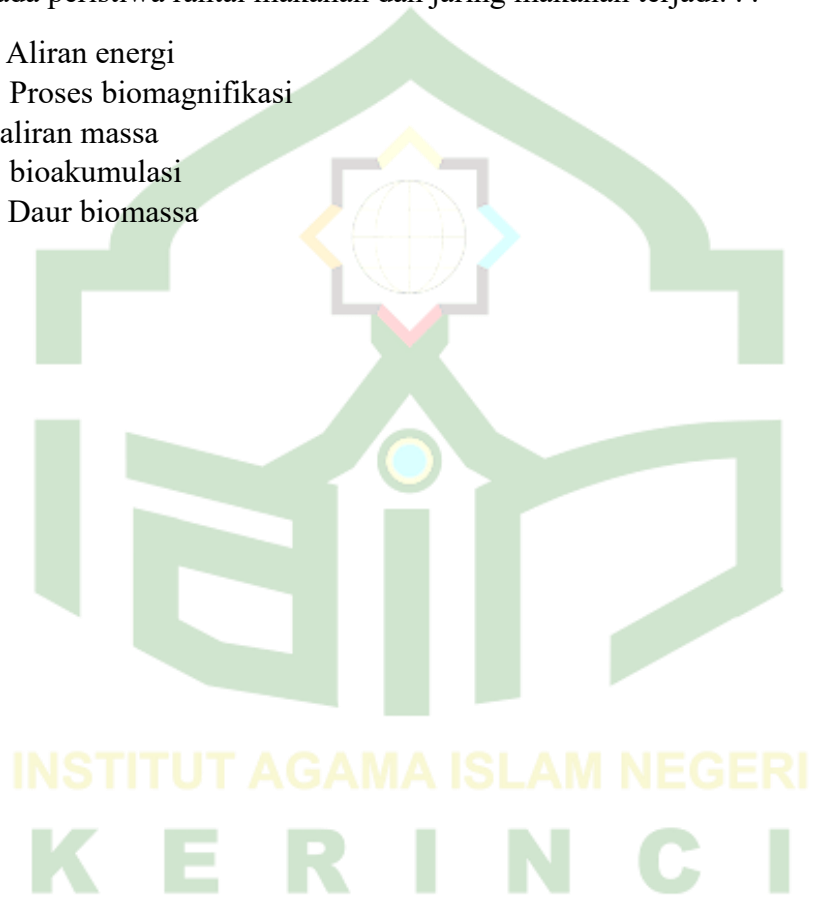 ada peristiwa rantai makanan dan jaring makanan terjadi. . .
Aliran energi
Proses biomagnifikasi
aliran massa
bioakumulasi
Daur biomassa
INSTITUT AGAMA ISLAM NEGERI
K E R I N C I